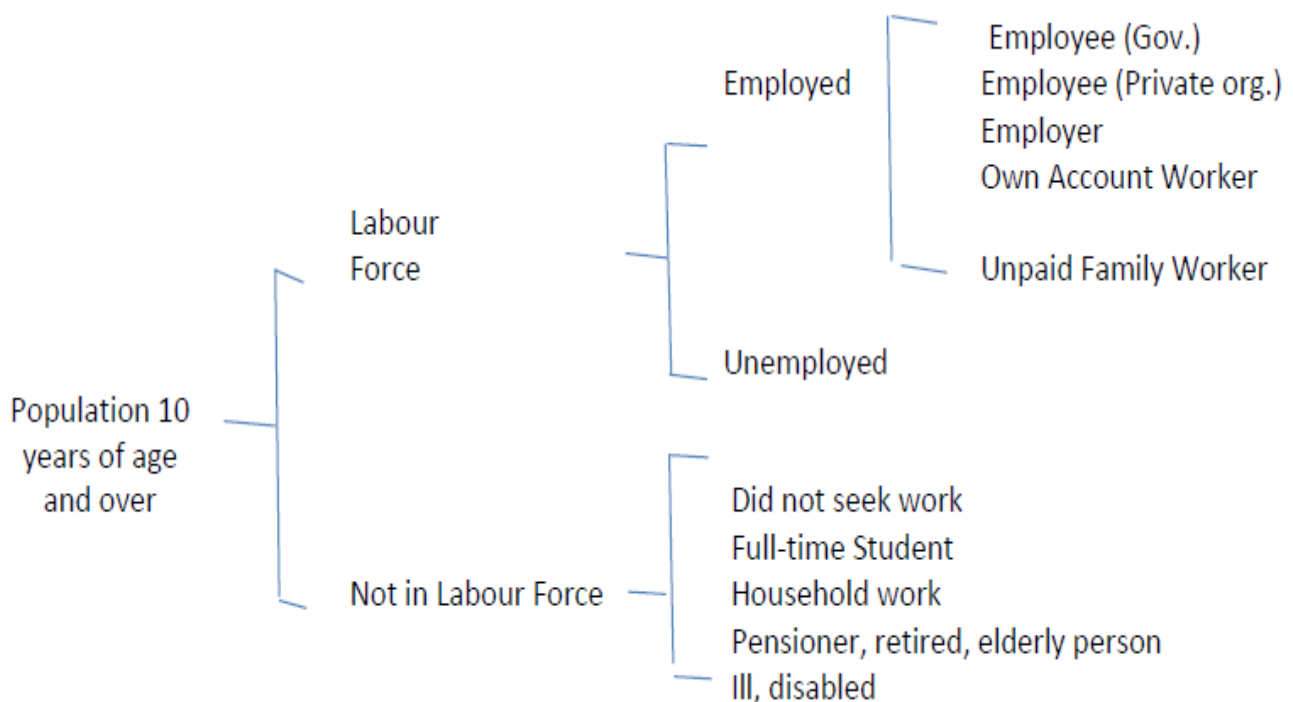 Employee (Gov.)
Employed
Employee (Private org.)
Employer
Own Account Worker
Labour
Force
Unpaid Family Worker
Unemployed
Population 10
years of age
and over
Did not seek work
Full-time Student
Not in Labour Force
Household work
Pensioner, retired, elderly person
Ill, disabled